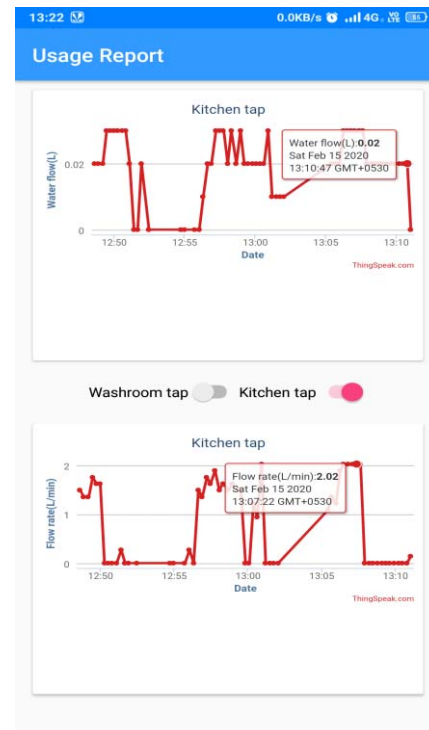 13:22 0.0KB/s 4G
Usage Report
Kitchen tap
Water flow(L):0.02
Sat Feb 15 2020
13:10:47 GMT+0530
Water flow(L)
0.02
0
12:50 12:55 13:00 13:05 13:10
Date
ThingSpeak.com
Washroom tap Kitchen tap
Kitchen tap
Flow rate(L/min):2.02
Sat Feb 15 2020
13:07:22 GMT+0530
Flow rate(L/min)
2
1
0
12:50 12:55 13:00 13:05 13:10
Date
ThingSpeak.com